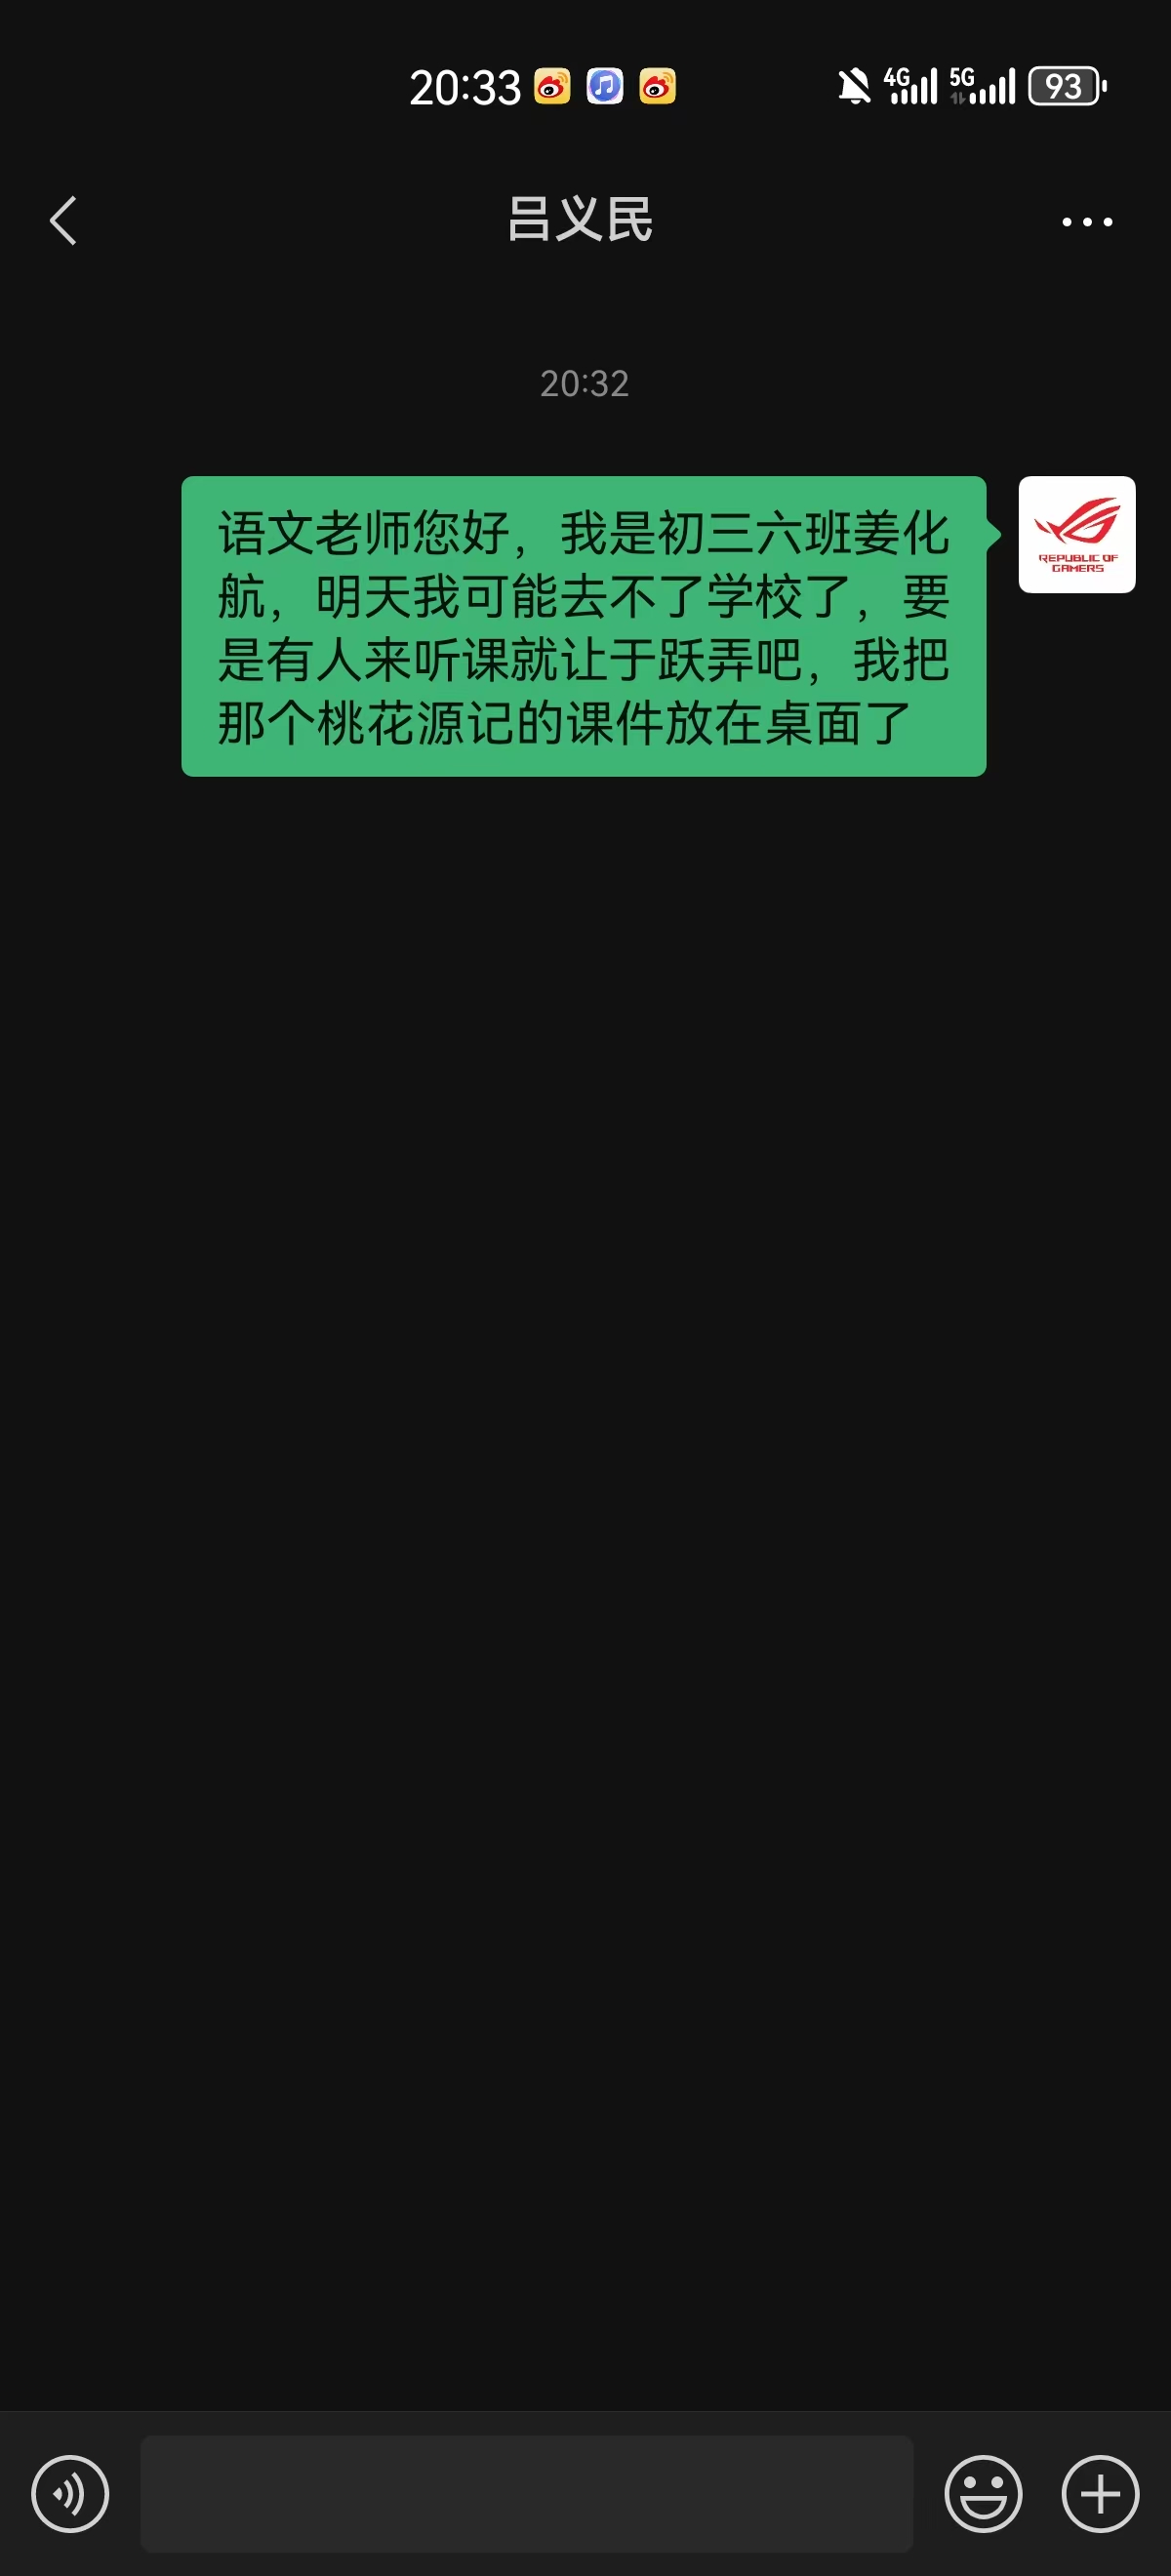 20:33
4G 5G 93
吕义民
20:32
语文老师您好，我是初三六班姜化
航，明天我可能去不了学校了，要
是有人来听课就让于跃弄吧，我把
那个桃花源记的课件放在桌面了
REPUBLIC OF
GAMERS